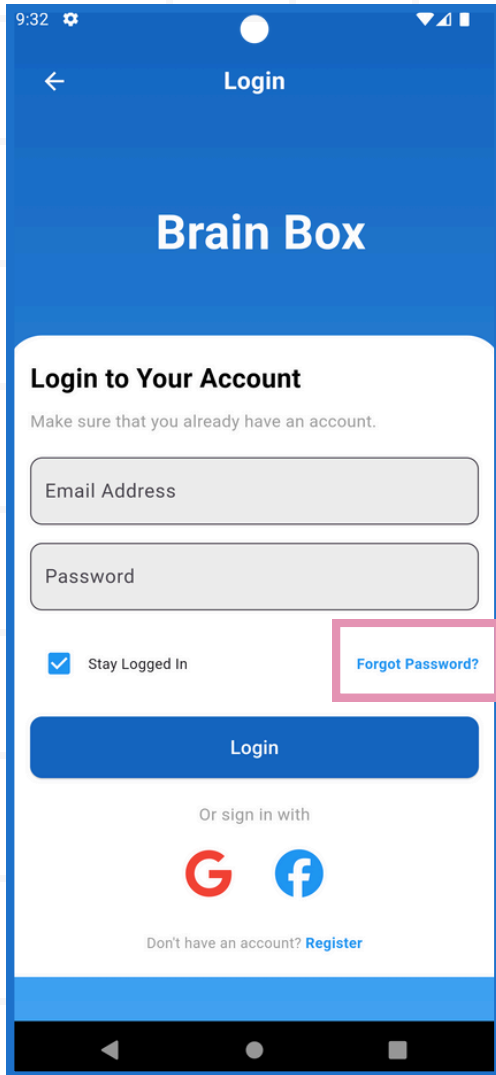 9:32
Login
Brain Box
Login to Your Account
Make sure that you already have an account.
Email Address
Password
Stay Logged In
Forgot Password?
Login
Or sign in with
Don't have an account? Register